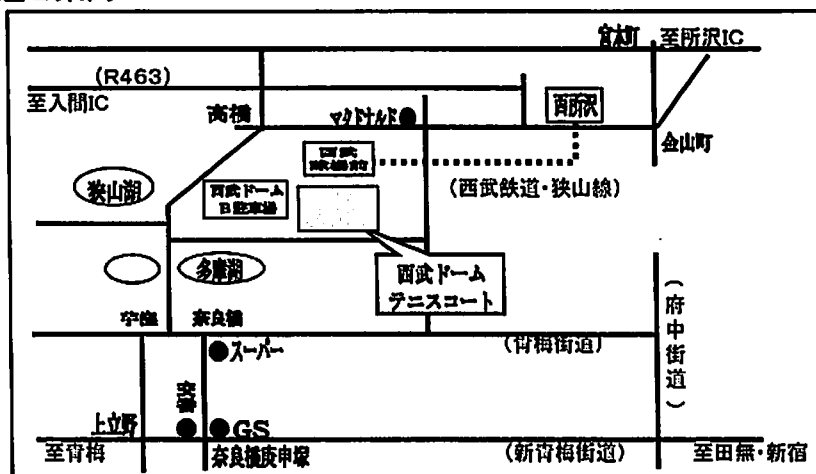 宮本町 至所沢IC
(R463)
至入間IC
高橋
マクドナルド
西所沢
金山町
西武
球場前
(西武鉄道・狭山線)
狭山湖
西武ドーム
B駐車場
多摩湖
西武ドーム
テニスコート
(府中街道)
奈良橋
(青梅街道)
スーパー
上立野
GS
至青梅
奈良橋庚申塚
(新青梅街道)
至田無・新宿